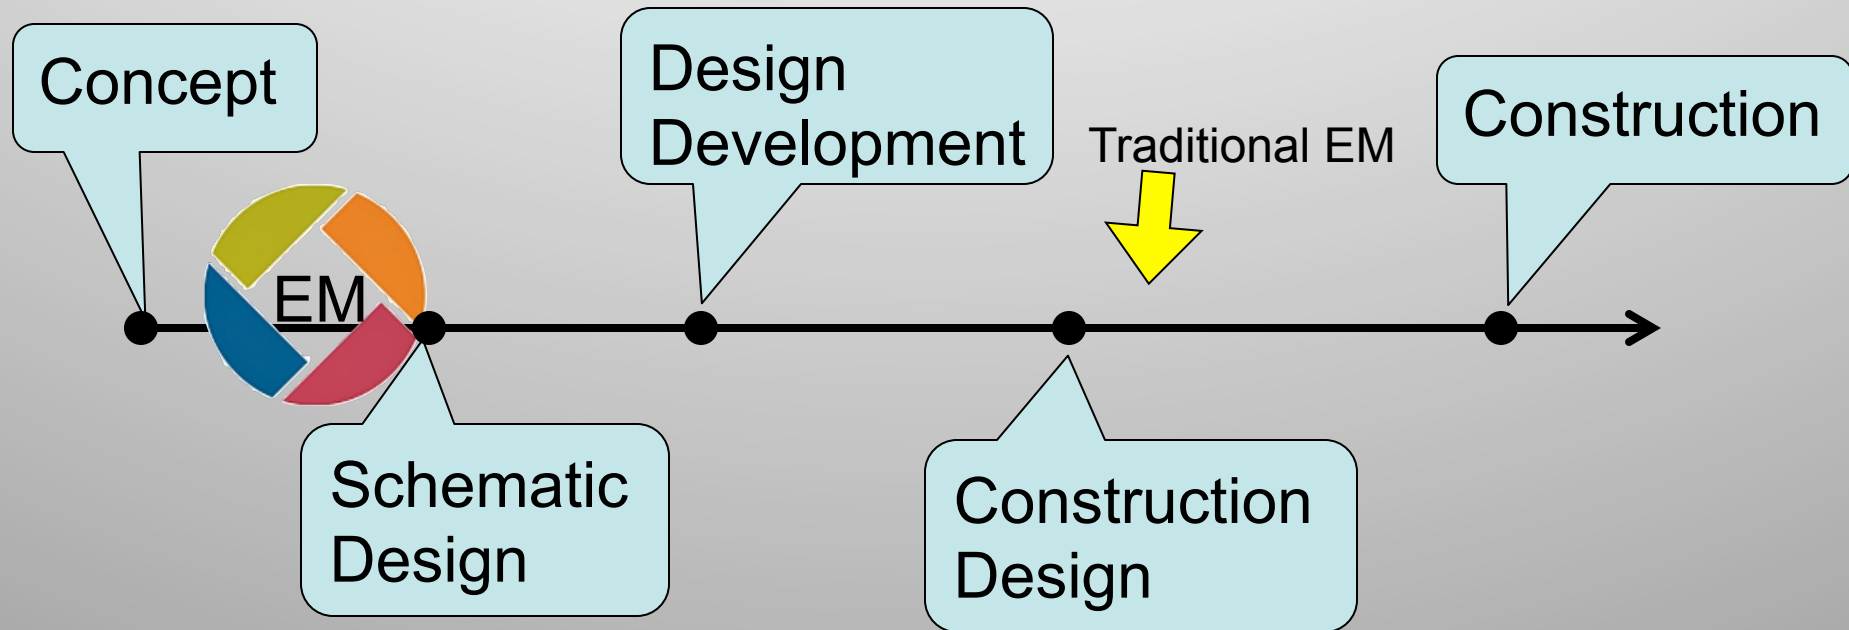 Concept
Design
Development
Traditional EM
Construction
EM
Schematic
Design
Construction
Design